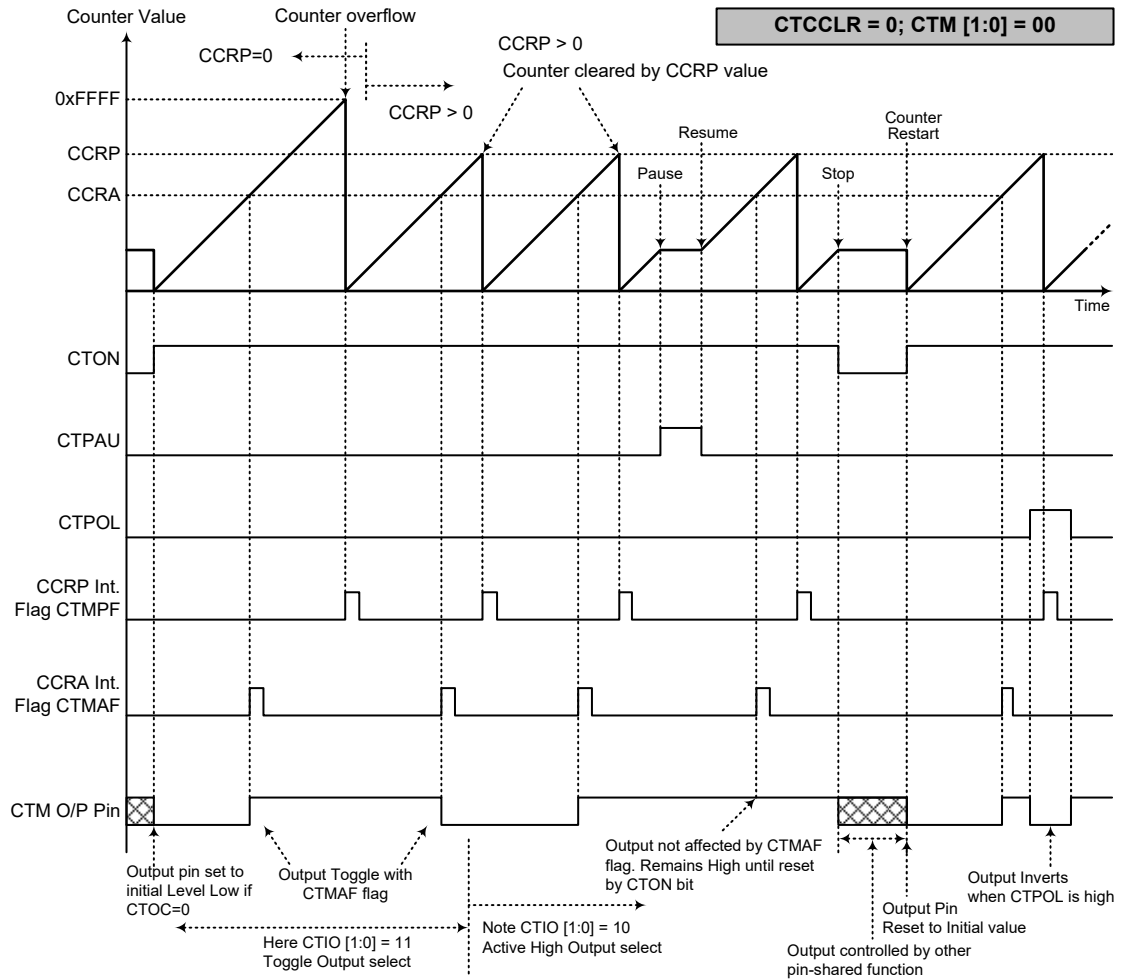 Counter Value
Counter overflow
CTCCLR = 0; CTM [1:0] = 00
CCRP=0
CCRP > 0
CCRP > 0
Counter cleared by CCRP value
0xFFFF
CCRP
CCRA
Pause
Resume
Stop
Counter
Restart
Time
CTON
CTPAU
CTPOL
CCRP Int.
Flag CTMPF
CCRA Int.
Flag CTMAF
CTM O/P Pin
Output pin set to
initial Level Low if
CTOC=0
Output Toggle with
CTMAF flag
Output not affected by CTMAF
flag. Remains High until reset
by CTON bit
Output Inverts
when CTPOL is high
Output Pin
Reset to Initial value
Here CTIO [1:0] = 11
Toggle Output select
Note CTIO [1:0] = 10
Active High Output select
Output controlled by other
pin-shared function